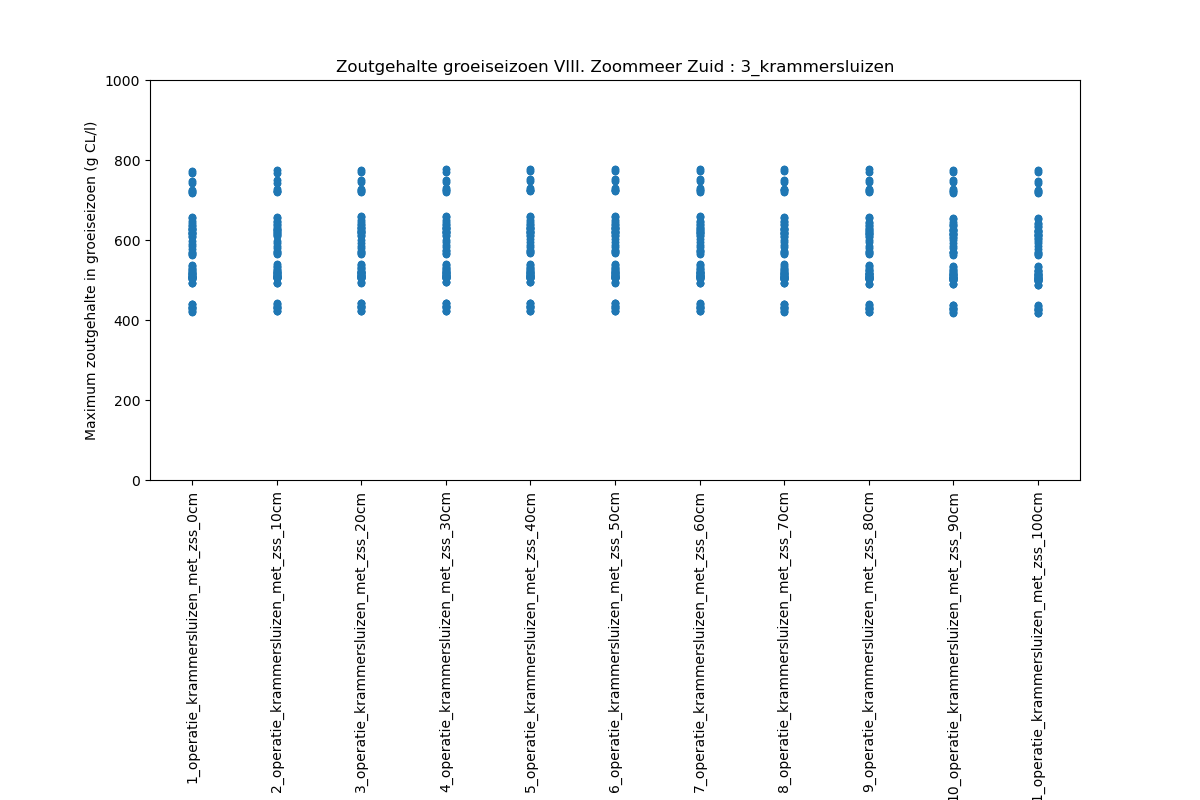 Zoutgehalte groeiseizoen VIII. Zoommeer Zuid : 3_krammersluizen
Maximum zoutgehalte in groeiseizoen (g CL/l)
1000
800
600
400
200
0
1_operatie_krammersluizen_met_zss_0cm
2_operatie_krammersluizen_met_zss_10cm
3_operatie_krammersluizen_met_zss_20cm
4_operatie_krammersluizen_met_zss_30cm
5_operatie_krammersluizen_met_zss_40cm
6_operatie_krammersluizen_met_zss_50cm
7_operatie_krammersluizen_met_zss_60cm
8_operatie_krammersluizen_met_zss_70cm
9_operatie_krammersluizen_met_zss_80cm
10_operatie_krammersluizen_met_zss_90cm
1_operatie_krammersluizen_met_zss_100cm